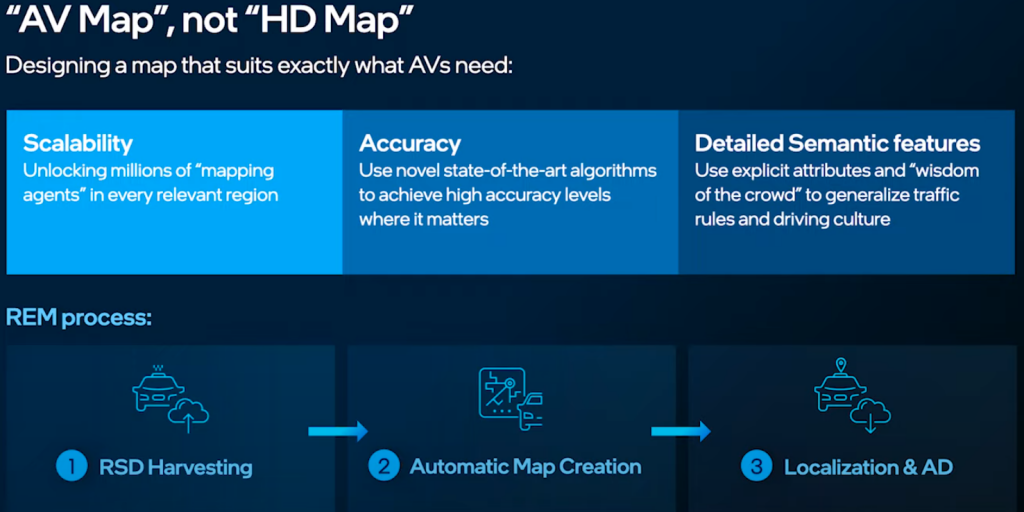 “AV Map”, not “HD Map”
Designing a map that suits exactly what AVs need:
Scalability
Unlocking millions of “mapping
agents” in every relevant region
Accuracy
Use novel state-of-the-art algorithms
to achieve high accuracy levels
where it matters
Detailed Semantic features
Use explicit attributes and “wisdom
of the crowd” to generalize traffic
rules and driving culture
REM process:
1 RSD Harvesting
2 Automatic Map Creation
3 Localization & AD